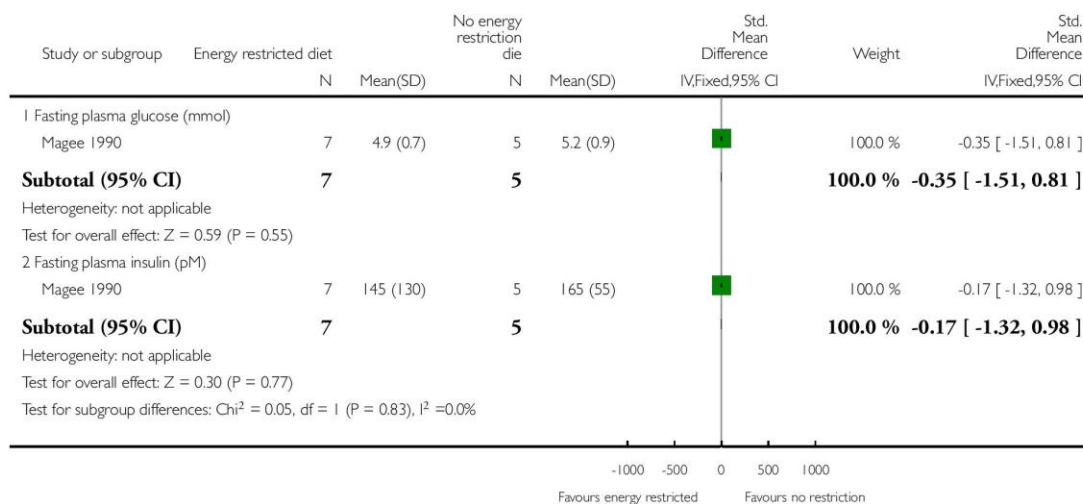 Study or subgroup Energy restricted diet No energy restriction die Std. Mean Difference Weight Std. Mean Difference
N Mean(SD) N Mean(SD) IV,Fixed,95% CI IV,Fixed,95% CI
1 Fasting plasma glucose (mmol)
Magee 1990 7 4.9 (0.7) 5 5.2 (0.9) 100.0 % -0.35 [ -1.51, 0.81 ]
Subtotal (95% CI) 7 5 100.0 % -0.35 [ -1.51, 0.81 ]
Heterogeneity: not applicable
Test for overall effect: Z = 0.59 (P = 0.55)
2 Fasting plasma insulin (pM)
Magee 1990 7 145 (130) 5 165 (55) 100.0 % -0.17 [ -1.32, 0.98 ]
Subtotal (95% CI) 7 5 100.0 % -0.17 [ -1.32, 0.98 ]
Heterogeneity: not applicable
Test for overall effect: Z = 0.30 (P = 0.77)
Test for subgroup differences: Chi² = 0.05, df = 1 (P = 0.83), I² =0.0%
-1000 -500 0 500 1000
Favours energy restricted Favours no restriction